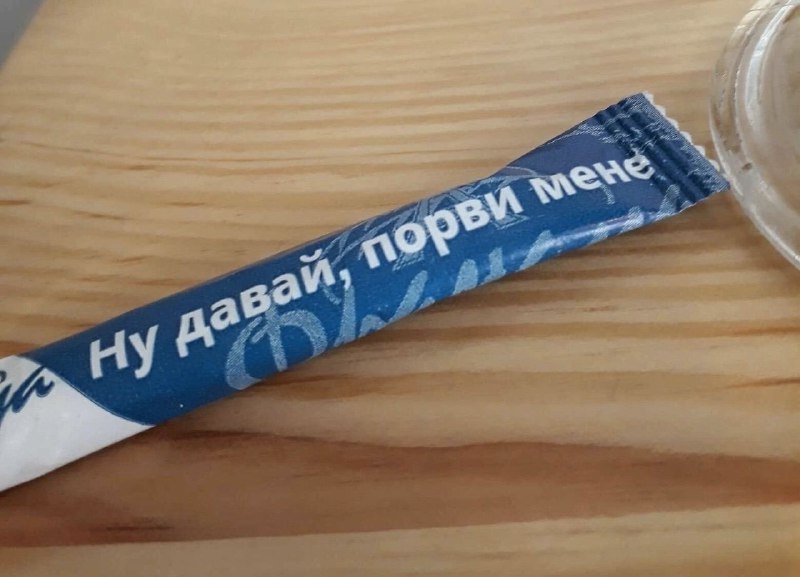 Ну давай, порви мене